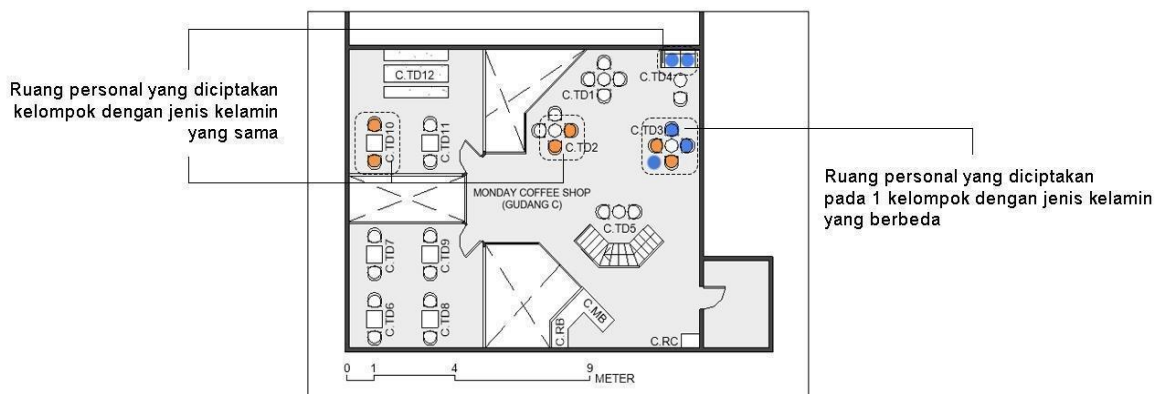 Ruang personal yang diciptakan
kelompok dengan jenis kelamin
yang sama
C.TD12
C.TD4
C.TD1
C.TD10
C.TD11
C.TD3
C.TD2
MONDAY COFFEE SHOP
(GUDANG C)
Ruang personal yang diciptakan
pada 1 kelompok dengan jenis kelamin
yang berbeda
C.TD5
C.TD7
C.TD9
C.TD6
C.TD8
C.MB
C.RB
C.RC
0 1 4 9
METER